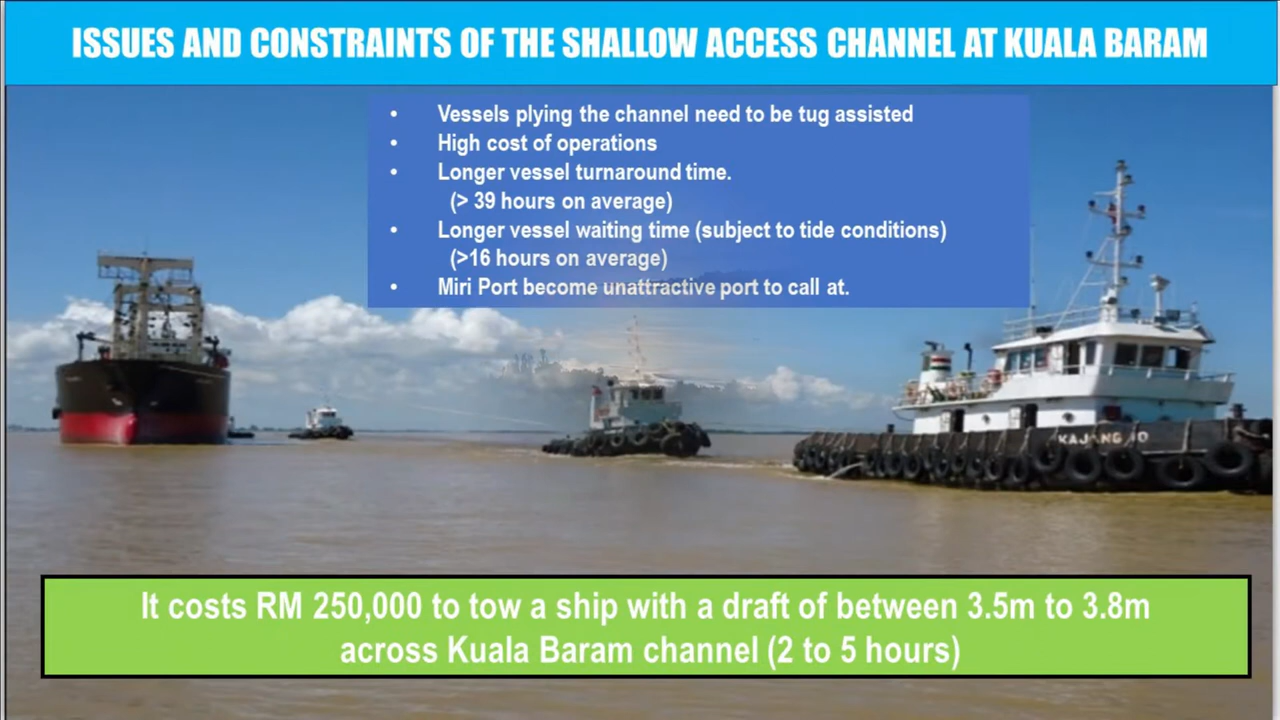 ISSUES AND CONSTRAINTS OF THE SHALLOW ACCESS CHANNEL AT KUALA BARAM
• Vessels plying the channel need to be tug assisted
• High cost of operations
• Longer vessel turnaround time.
(> 39 hours on average)
• Longer vessel waiting time (subject to tide conditions)
(>16 hours on average)
• Miri Port become unattractive port to call at.
It costs RM 250,000 to tow a ship with a draft of between 3.5m to 3.8m
across Kuala Baram channel (2 to 5 hours)